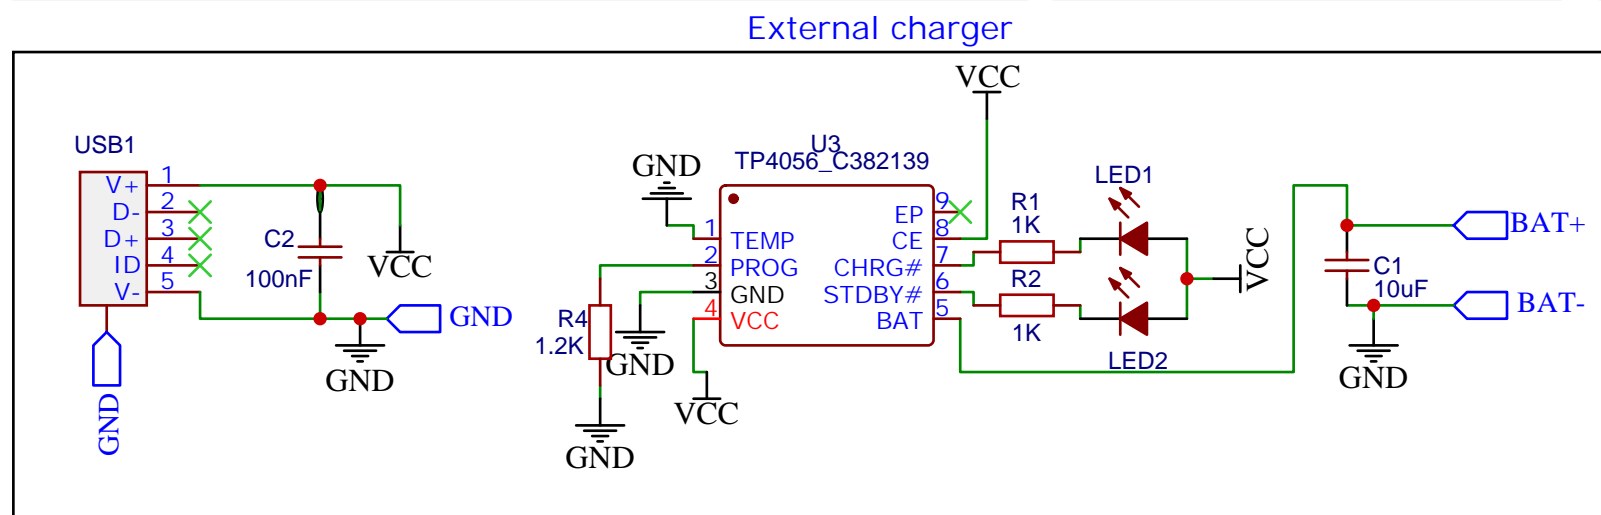 External charger
USB1
V+ 1
D- 2
D+ 3
ID 4
V- 5
GND
C2
100nF
VCC
GND
GND
GND
U3
TP4056_C382139
1 TEMP
2 PROG
3 GND
4 VCC
EP 9
CE 8
CHRG# 7
STDBY# 6
BAT 5
R4
1.2K
GND
GND
VCC
VCC
R1
1K
R2
1K
LED1
LED2
VCC
C1
10uF
GND
BAT+
BAT-